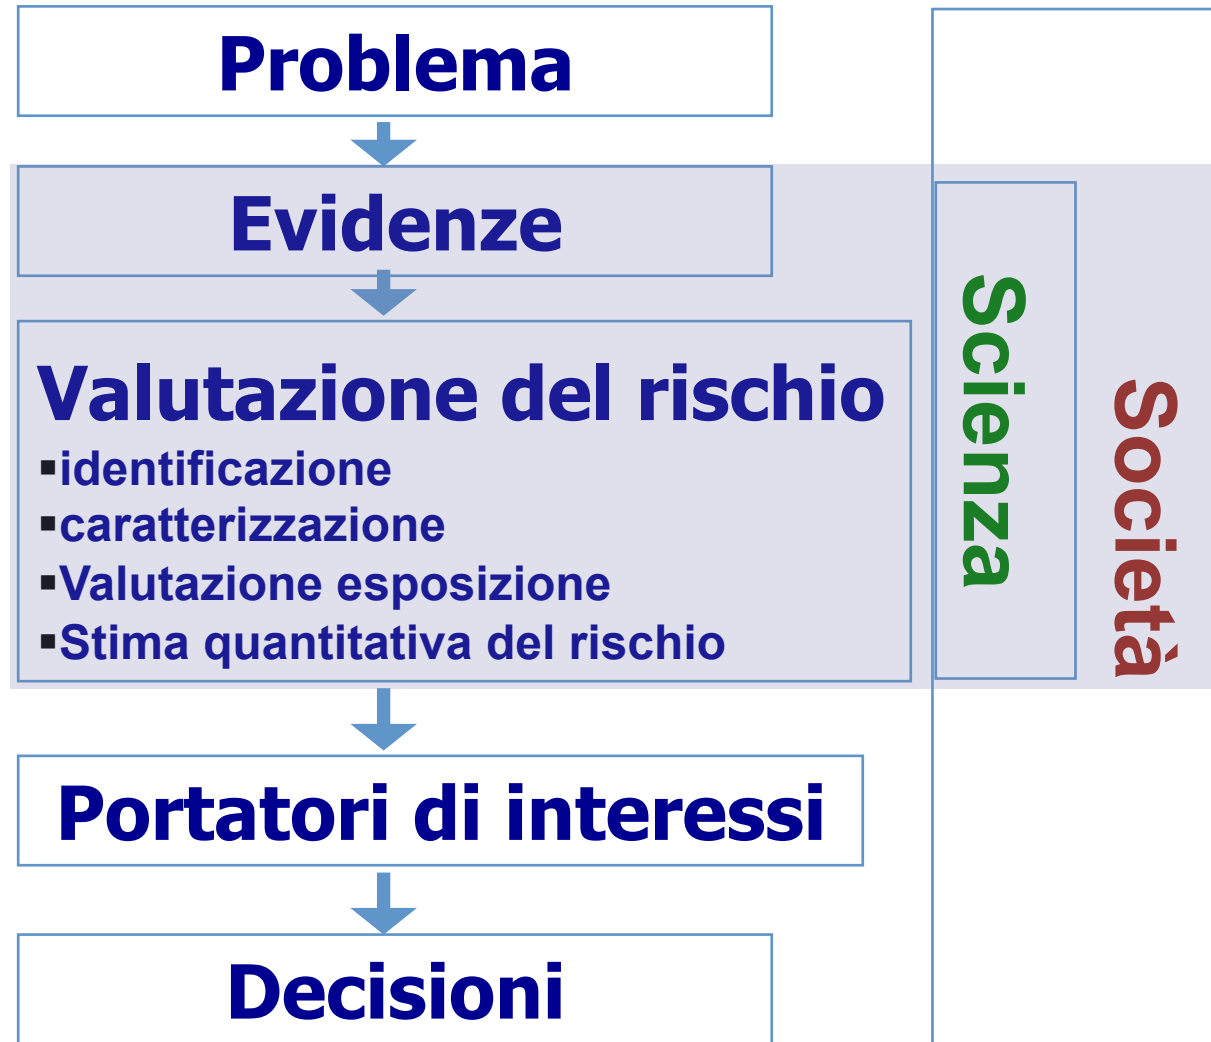 Problema
Evidenze
Valutazione del rischio
▪identificazione
▪caratterizzazione
▪Valutazione esposizione
▪Stima quantitativa del rischio
Portatori di interessi
Decisioni
Scienza
Società